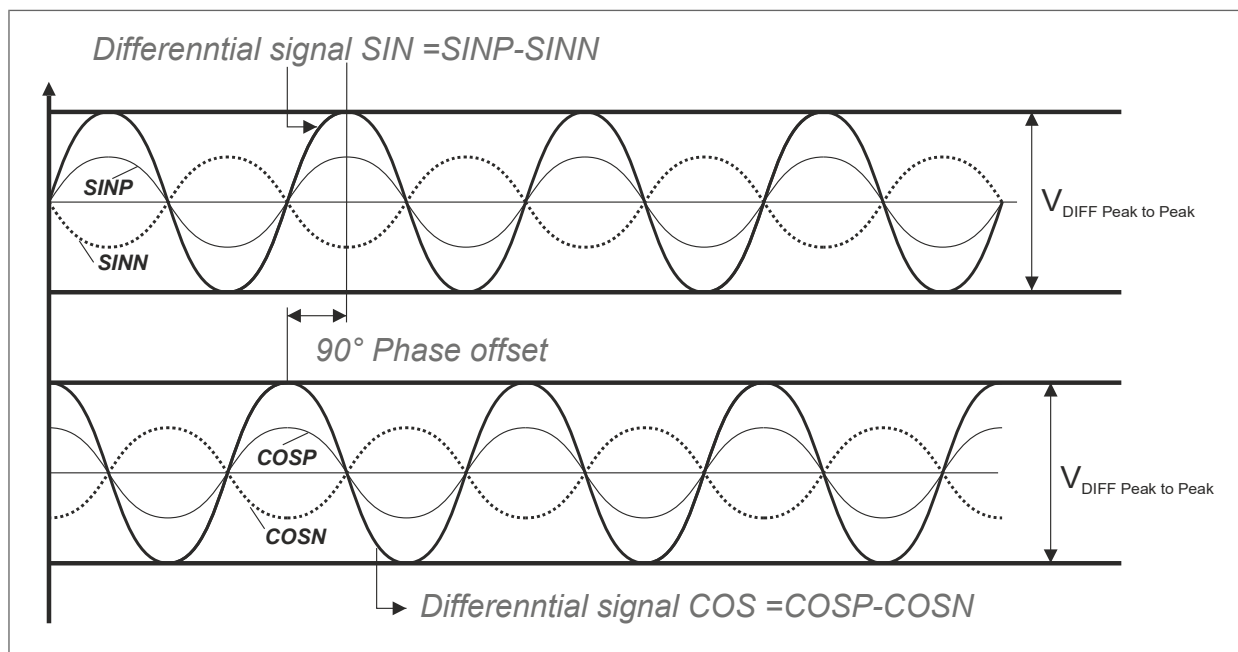 Differenntial signal SIN =SINP-SINN
SINP
SINN
V DIFF Peak to Peak
90° Phase offset
COSP
COSN
V DIFF Peak to Peak
Differenntial signal COS =COSP-COSN